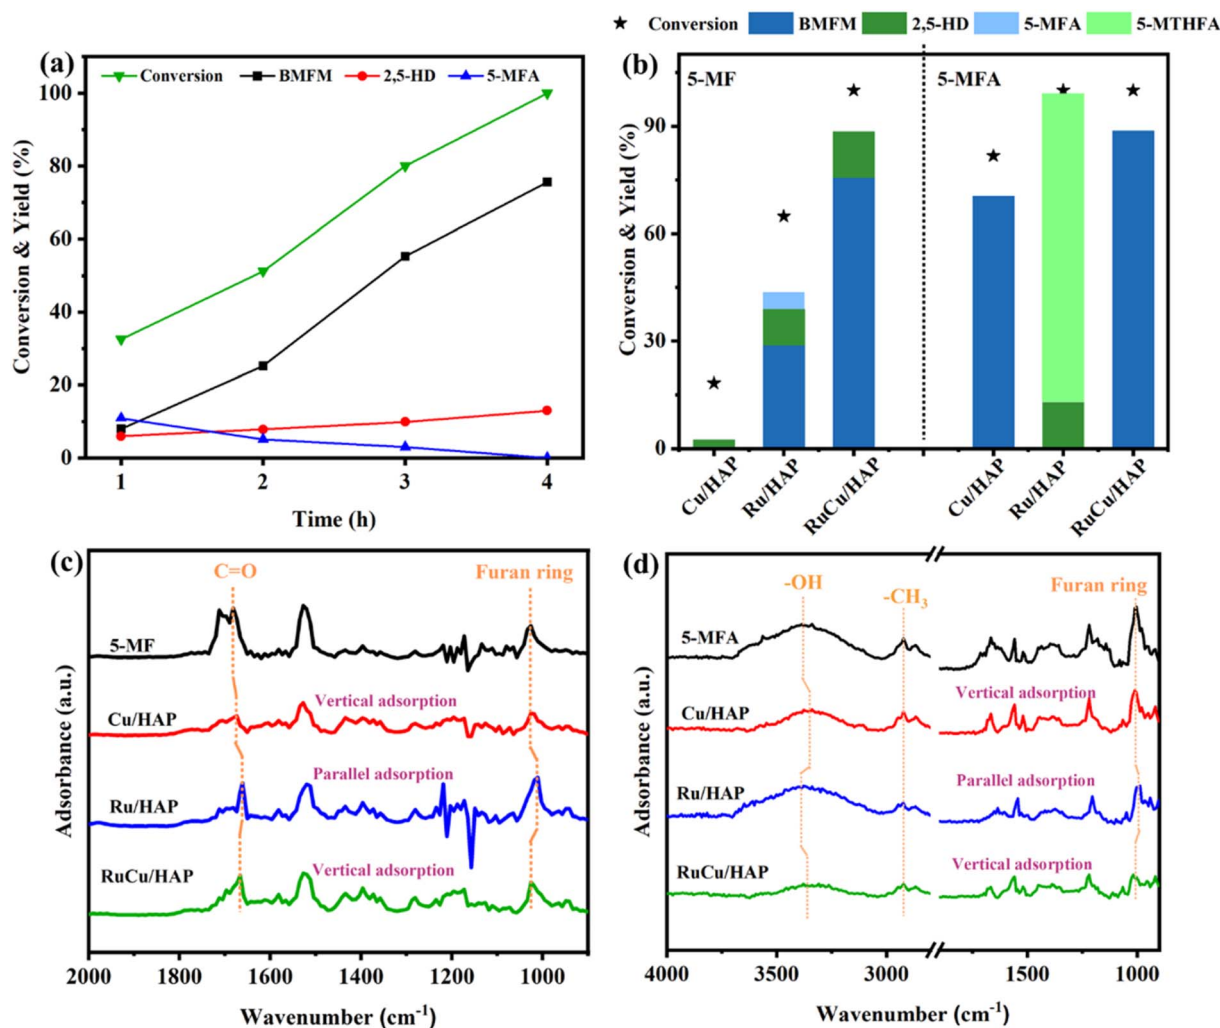 Conversion BMFM 2,5-HD 5-MFA 5-MTHFA
(a)
Conversion BMFM 2,5-HD 5-MFA
Conversion & Yield (%)
100
80
60
40
20
0
1 2 3 4
Time (h)
(b)
5-MF 5-MFA
Conversion & Yield (%)
90
60
30
0
Cu/HAP Ru/HAP RuCu/HAP Cu/HAP Ru/HAP RuCu/HAP
(c)
C=O Furan ring
5-MF
Cu/HAP Vertical adsorption
Ru/HAP Parallel adsorption
RuCu/HAP Vertical adsorption
Adsorbance (a.u.)
2000 1800 1600 1400 1200 1000
Wavenumber (cm⁻¹)
(d)
-OH -CH₃ Furan ring
5-MFA
Cu/HAP Vertical adsorption
Ru/HAP Parallel adsorption
RuCu/HAP Vertical adsorption
Adsorbance (a.u.)
4000 3500 3000 1500 1000
Wavenumber (cm⁻¹)